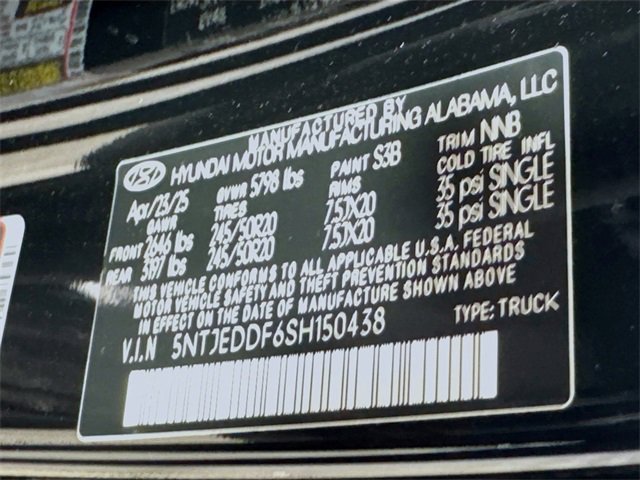 MANUFACTURED BY
HYUNDAI MOTOR MANUFACTURING ALABAMA, LLC
Apr/23/25 GVWR 5798 lbs PAINT S3B TRIM NNB
GAWR TIRES RIMS COLD TIRE INFL
FRONT 2646 lbs 245/50R20 7.5JX20 35 psi SINGLE
REAR 3197 lbs 245/50R20 7.5JX20 35 psi SINGLE
THIS VEHICLE CONFORMS TO ALL APPLICABLE U.S.A. FEDERAL
MOTOR VEHICLE SAFETY AND THEFT PREVENTION STANDARDS
IN EFFECT ON THE DATE OF MANUFACTURE SHOWN ABOVE
V.I.N 5NTJEDDF6SH150438 TYPE: TRUCK